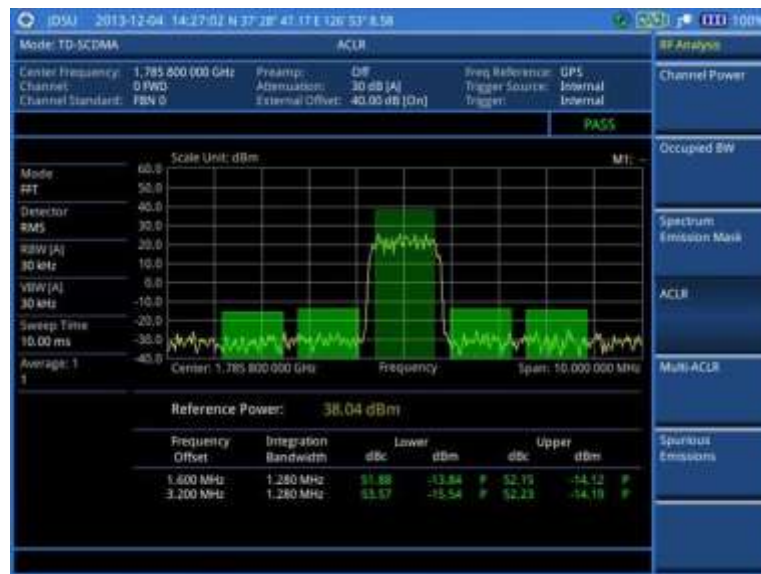 JDSU 2013-12-04 14:27:02 N 37° 28' 47.17 E 126° 53' 8.58 100%
Mode: TD-SCDMA ACLR RF Analysis
Center Frequency: 1,785 800 000 GHz Preamp: Off Freq Reference: GPS
Channel: 0 FWD Attenuation: 30 dB [A] Trigger Source: Internal
Channel Standard: FBN 0 External Offset: 40.00 dB [On] Trigger: Internal
PASS
Channel Power
Occupied BW
Spectrum
Emission Mask
ACLR
Multi-ACLR
Spurious
Emissions
Mode
FFT
Detector
RMS
RBW [A]
30 kHz
VBW [A]
30 kHz
Sweep Time
10.00 ms
Average: 1
1
Scale Unit: dBm M1: --
60.0
50.0
40.0
30.0
20.0
10.0
0.0
-10.0
-20.0
-30.0
-40.0
Center: 1.785 800 000 GHz Frequency Span: 10.000 000 MHz
Reference Power: 38.04 dBm
Frequency Offset Integration Bandwidth Lower dBc dBm Upper dBc dBm
1.600 MHz 1.280 MHz 51.88 -13.84 P 52.15 -14.12 P
3.200 MHz 1.280 MHz 53.57 -15.54 P 52.23 -14.19 P